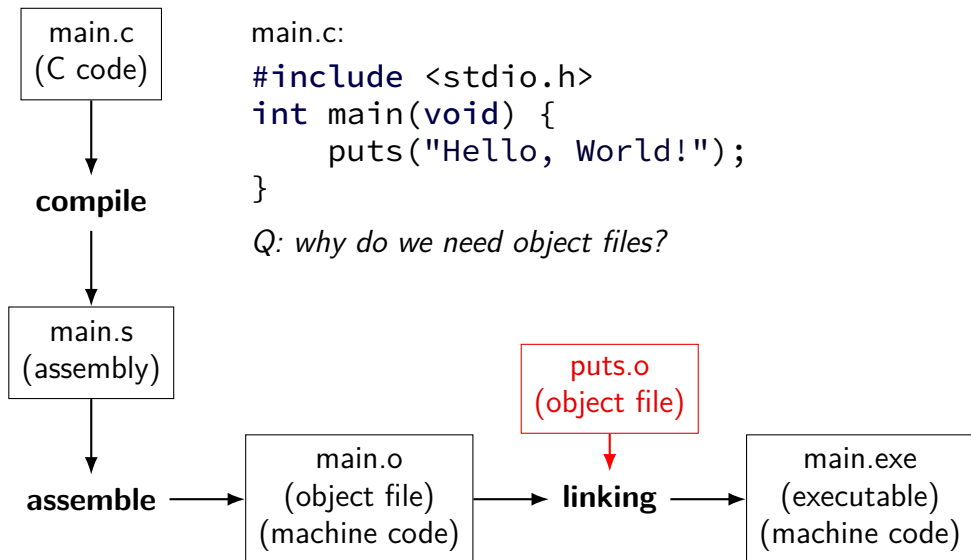 main.c
(C code)
main.c:
#include <stdio.h>
int main(void) {
    puts("Hello, World!");
}
compile
Q: why do we need object files?
main.s
(assembly)
puts.o
(object file)
assemble
main.o
(object file)
(machine code)
linking
main.exe
(executable)
(machine code)